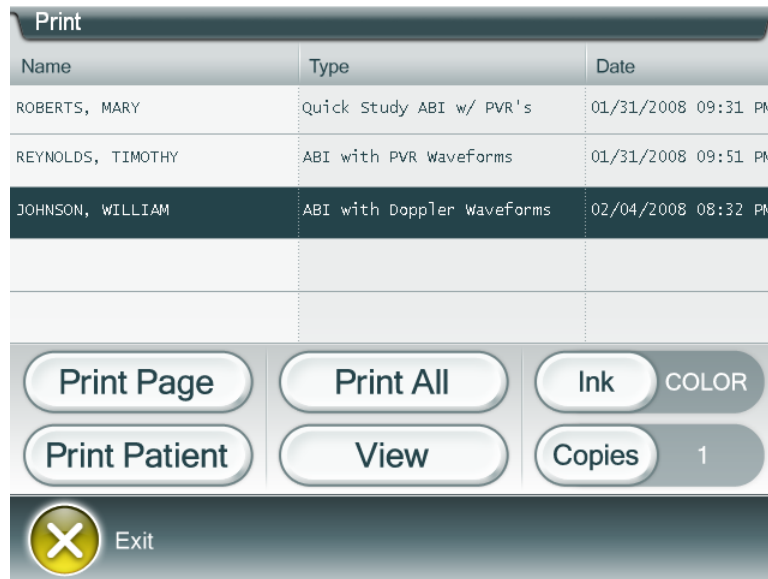 Print
Name Type Date
ROBERTS, MARY Quick Study ABI w/ PVR's 01/31/2008 09:31 PM
REYNOLDS, TIMOTHY ABI with PVR Waveforms 01/31/2008 09:51 PM
JOHNSON, WILLIAM ABI with Doppler Waveforms 02/04/2008 08:32 PM
Print Page Print All Ink COLOR
Print Patient View Copies 1
Exit